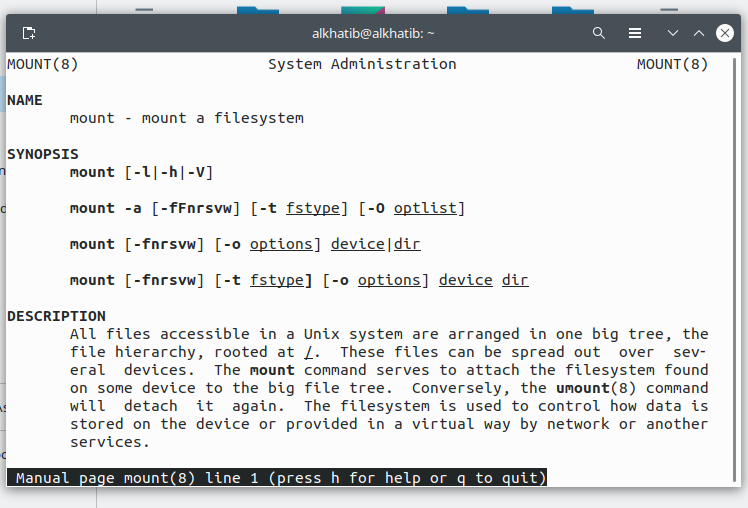 alkhatib@alkhatib: ~
MOUNT(8) System Administration MOUNT(8)
NAME
mount - mount a filesystem
SYNOPSIS
mount [-l|-h|-V]
mount -a [-fFnrsvw] [-t fstype] [-O optlist]
mount [-fnrsvw] [-o options] device|dir
mount [-fnrsvw] [-t fstype] [-o options] device dir
DESCRIPTION
All files accessible in a Unix system are arranged in one big tree, the
file hierarchy, rooted at /.  These files can be spread out  over  sev-
eral  devices.  The mount command serves to attach the filesystem found
on some device to the big file tree.  Conversely, the umount(8) command
will  detach  it  again.  The filesystem is used to control how data is
stored on the device or provided in a virtual way by network or another
services.
Manual page mount(8) line 1 (press h for help or q to quit)